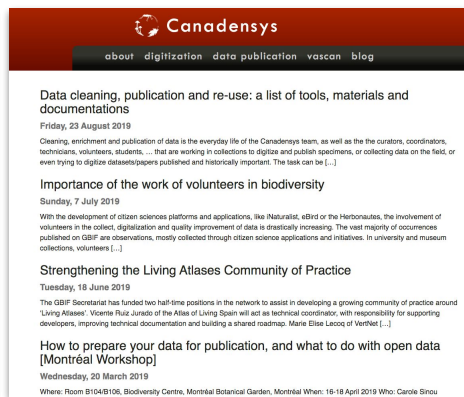 Canadensys
about digitization data publication vascan blog
Data cleaning, publication and re-use: a list of tools, materials and
documentations
Friday, 23 August 2019
Cleaning, enrichment and publication of data is the everyday life of the Canadensys team, as well as the the curators, coordinators,
technicians, volunteers, students, … that are working in collections to digitize and publish specimens, or collecting data on the field, or
even trying to digitize datasets/papers published and historically important. The task can be […]
Importance of the work of volunteers in biodiversity
Sunday, 7 July 2019
With the development of citizen sciences platforms and applications, like iNaturalist, eBird or the Herbonautes, the involvement of
volunteers in the collect, digitalization and quality improvement of data is drastically increasing. The vast majority of occurrences
published on GBIF are observations, mostly collected through citizen science applications and initiatives. In university and museum
collections, volunteers […]
Strengthening the Living Atlases Community of Practice
Tuesday, 18 June 2019
The GBIF Secretariat has funded two half-time positions in the network to assist in developing a growing community of practice around
‘Living Atlases’. Vicente Ruiz Jurado of the Atlas of Living Spain will act as technical coordinator, with responsibility for supporting
developers, improving technical documentation and building a shared roadmap. Marie Elise Lecoq of VertNet […]
How to prepare your data for publication, and what to do with open data
[Montréal Workshop]
Wednesday, 20 March 2019
Where: Room B104/B106, Biodiversity Centre, Montréal Botanical Garden, Montréal When: 16-18 April 2019 Who: Carole Sinou